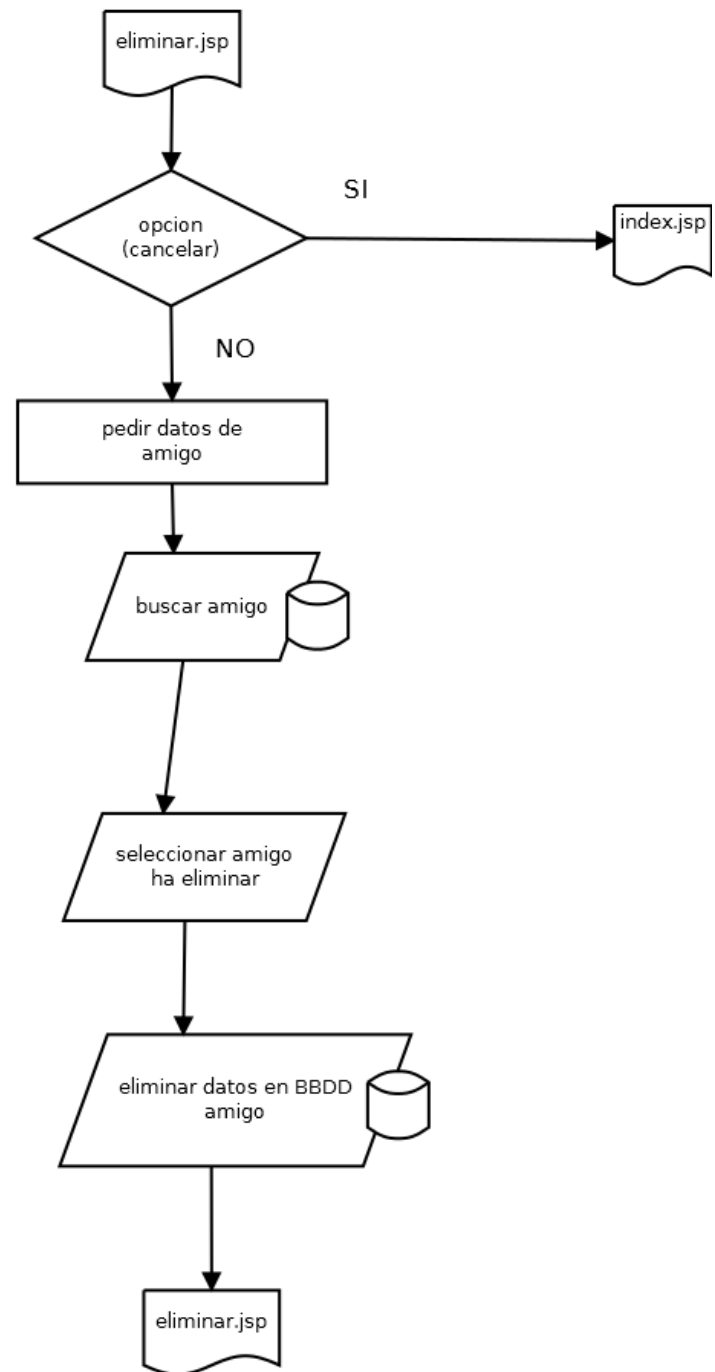 eliminar.jsp
opcion
(cancelar)
SI
index.jsp
NO
pedir datos de
amigo
buscar amigo
seleccionar amigo
ha eliminar
eliminar datos en BBDD
amigo
eliminar.jsp